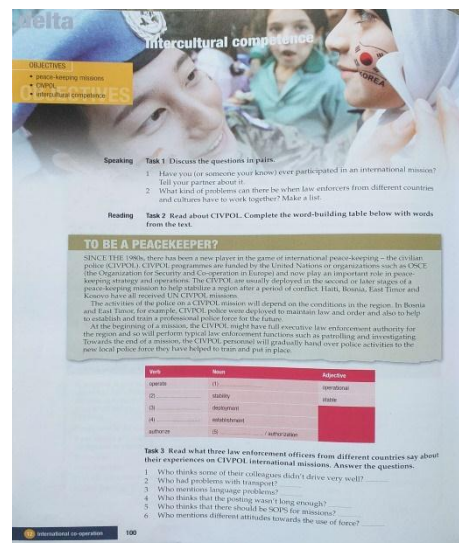 delta
Intercultural competence
OBJECTIVES
• peace-keeping missions
• CIVPOL
• intercultural competence
OBJECTIVES
KOREA
Speaking Task 1 Discuss the questions in pairs.
1 Have you (or someone your know) ever participated in an international mission?
Tell your partner about it.
2 What kind of problems can there be when law enforcers from different countries
and cultures have to work together? Make a list.
Reading Task 2 Read about CIVPOL. Complete the word-building table below with words
from the text.
TO BE A PEACEKEEPER?
SINCE THE 1980s, there has been a new player in the game of international peace-keeping – the civilian
police (CIVPOL). CIVPOL programmes are funded by the United Nations or organizations such as OSCE
(the Organization for Security and Co-operation in Europe) and now play an important role in peace-
keeping strategy and operations. The CIVPOL are usually deployed in the second or later stages of a
peace-keeping mission to help stabilize a region after a period of conflict. Haiti, Bosnia, East Timor and
Kosovo have all received UN CIVPOL missions.
The activities of the police on a CIVPOL mission will depend on the conditions in the region. In Bosnia
and East Timor, for example, CIVPOL police were deployed to maintain law and order and also to help
to establish and train a professional police force for the future.
At the beginning of a mission, the CIVPOL might have full executive law enforcement authority for
the region and so will perform typical law enforcement functions such as patrolling and investigating.
Towards the end of a mission, the CIVPOL personnel will gradually hand over police activities to the
new local police force they have helped to train and put in place.
Verb Noun Adjective
operate (1) operational
(2) stability stable
(3) deployment
(4) establishment
authorize (5) / authorization
Task 3 Read what three law enforcement officers from different countries say about
their experiences on CIVPOL international missions. Answer the questions.
1 Who thinks some of their colleagues didn't drive very well?
2 Who had problems with transport?
3 Who mentions language problems?
4 Who thinks that the posting wasn't long enough?
5 Who thinks that there should be SOPS for missions?
6 Who mentions different attitudes towards the use of force?
International co-operation 100